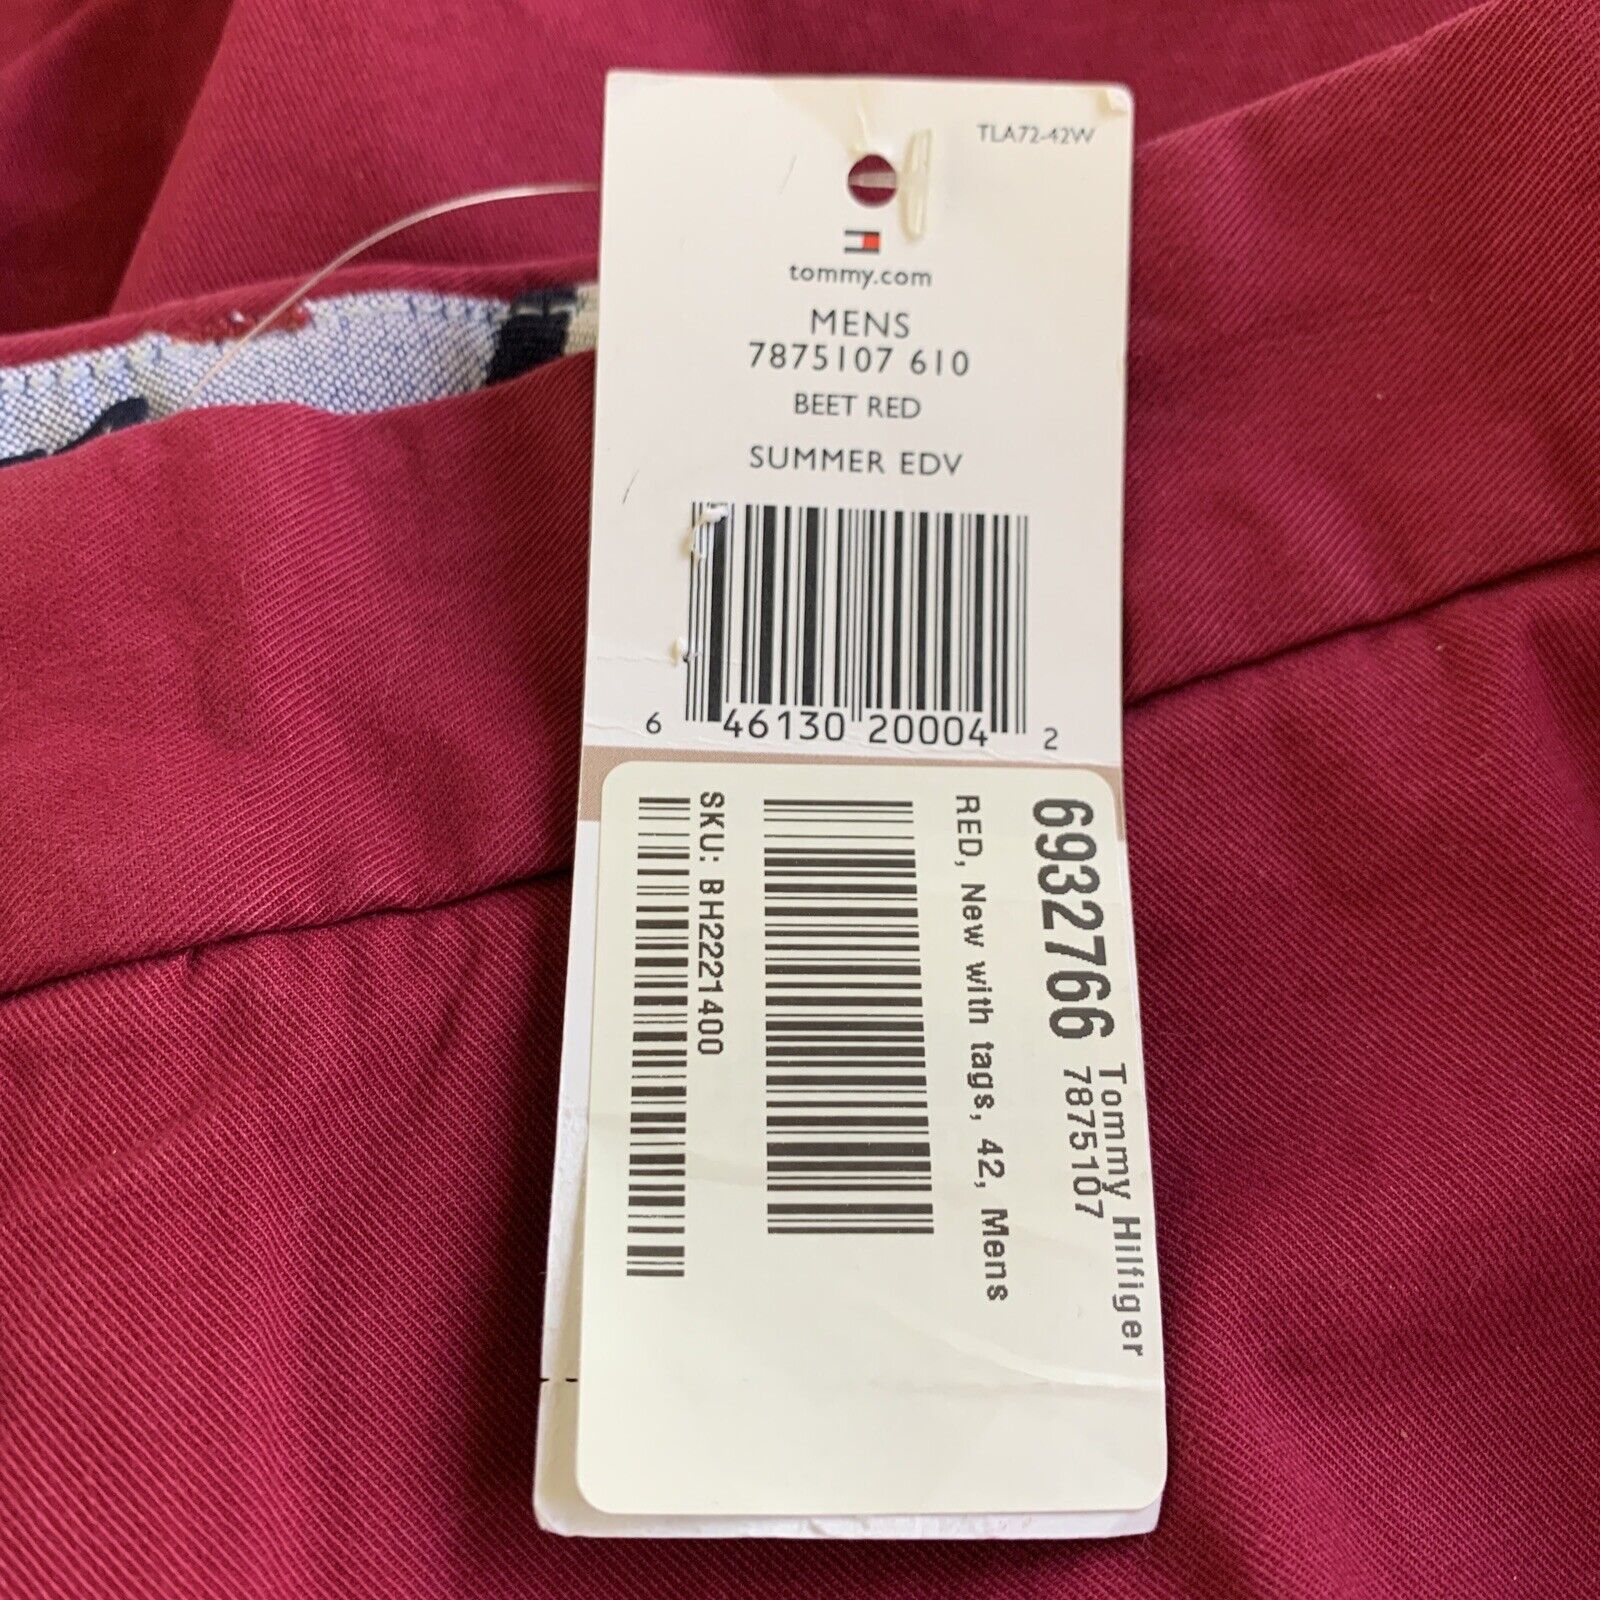 TLA72-42W
tommy.com
MENS
7875107 610
BEET RED
SUMMER EDV
6 46130 20004 2
6932766 Tommy Hilfiger
7875107
RED, New with tags, 42, Mens
SKU: BH2221400